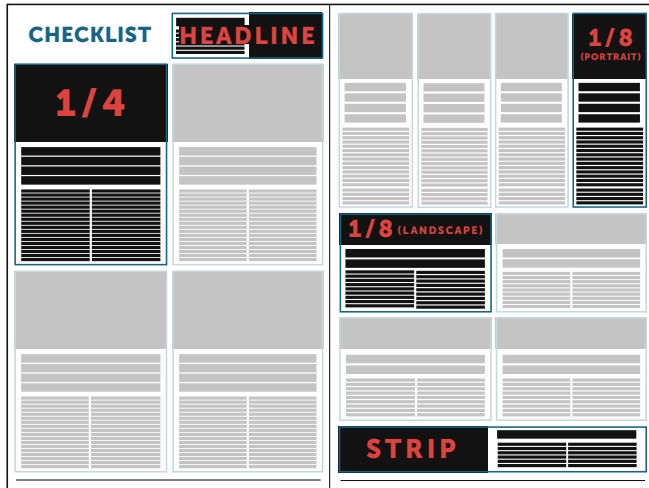 CHECKLIST
HEADLINE
1/4
1/8
(PORTRAIT)
1/8 (LANDSCAPE)
STRIP